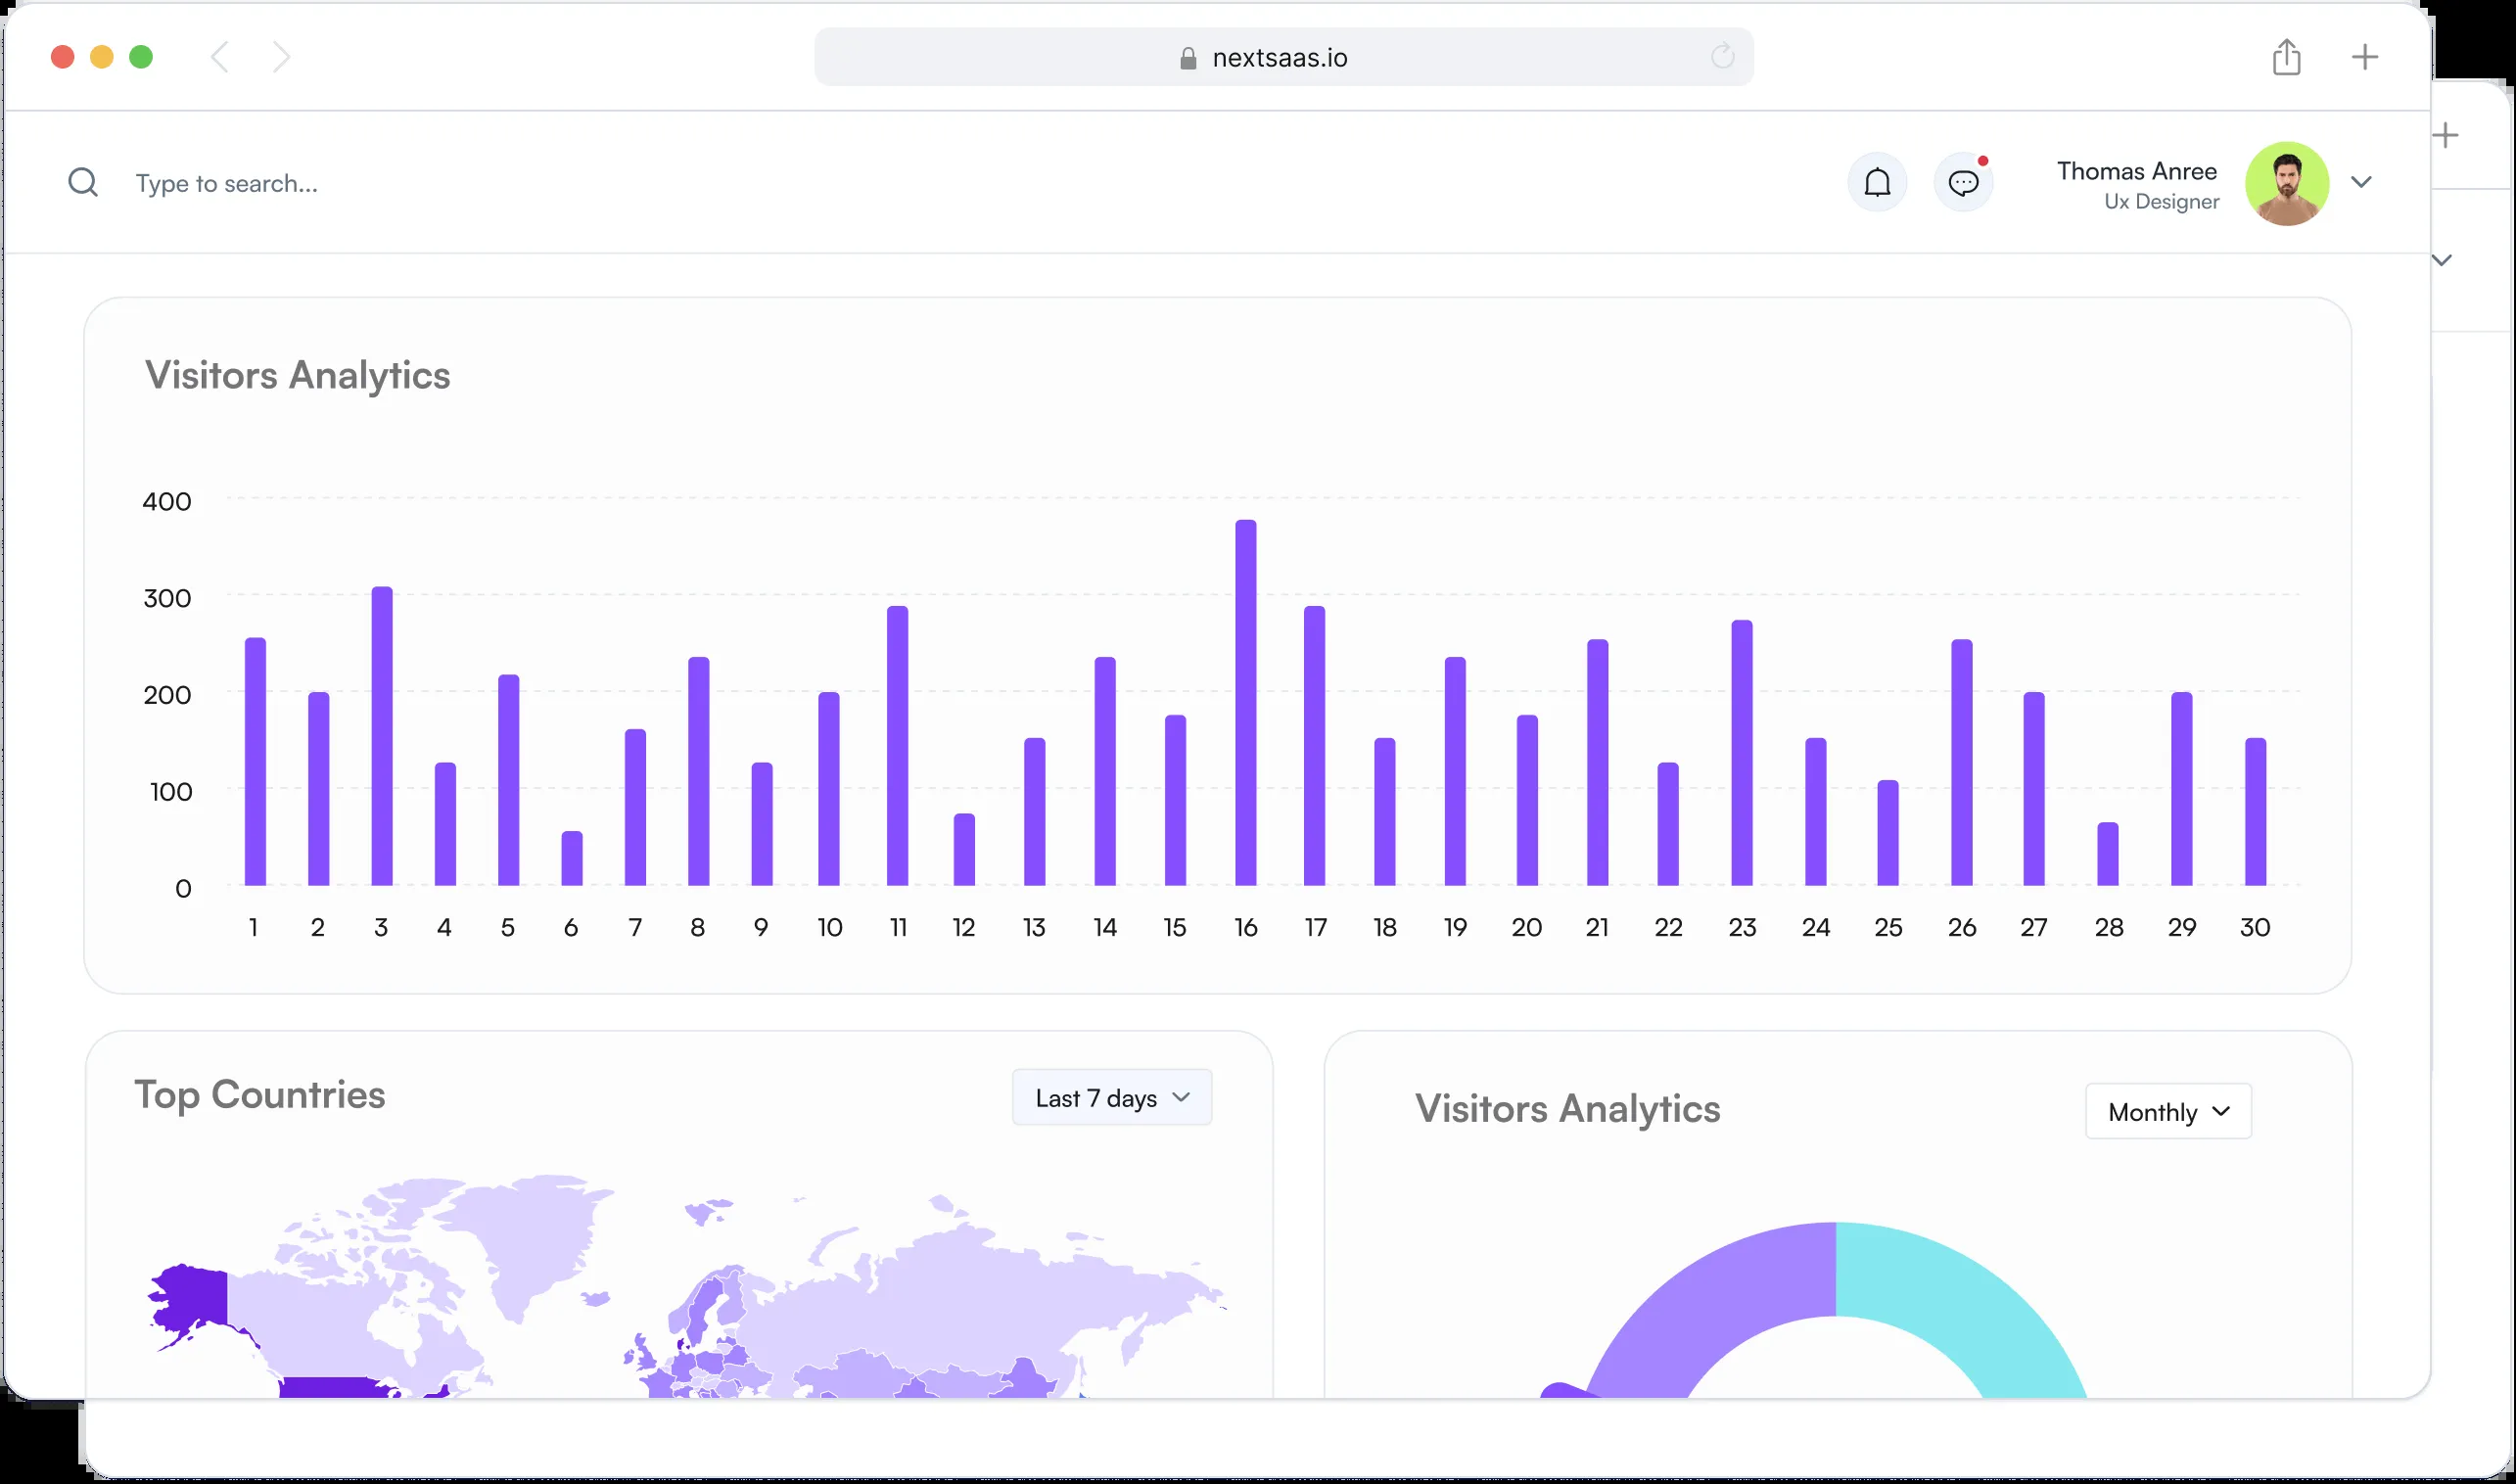 nextsaas.io
Type to search...
Thomas Anree
Ux Designer
Visitors Analytics
400
300
200
100
0
1 2 3 4 5 6 7 8 9 10 11 12 13 14 15 16 17 18 19 20 21 22 23 24 25 26 27 28 29 30
Top Countries
Last 7 days
Visitors Analytics
Monthly